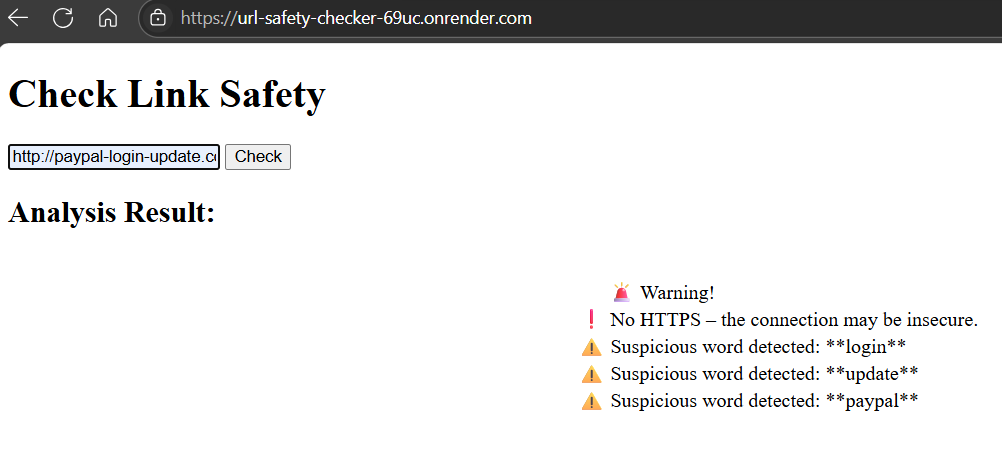 https://url-safety-checker-69uc.onrender.com
Check Link Safety
http://paypal-login-update.c
Check
Analysis Result:
🚨 Warning!
❗ No HTTPS – the connection may be insecure.
⚠️ Suspicious word detected: **login**
⚠️ Suspicious word detected: **update**
⚠️ Suspicious word detected: **paypal**